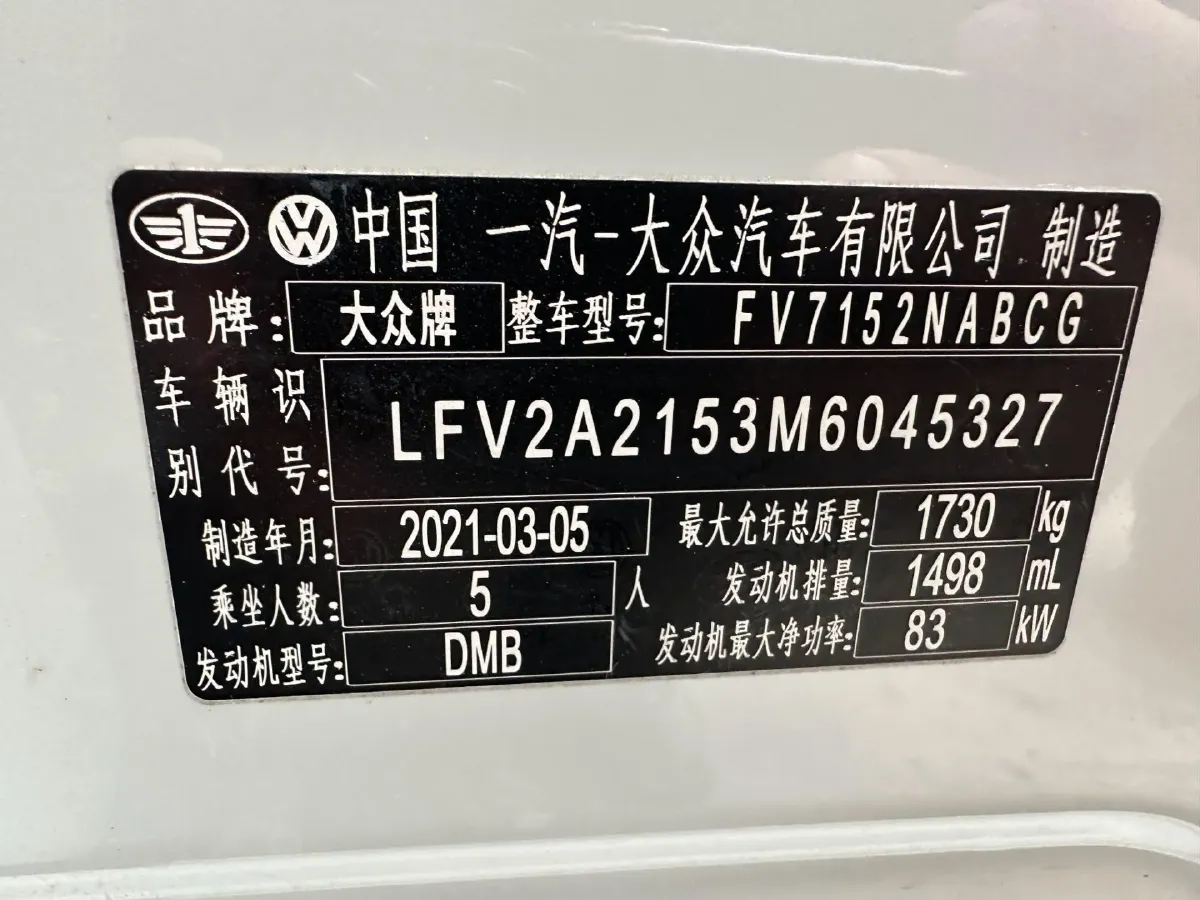 中国 一汽-大众汽车有限公司 制造
品牌: 大众牌 整车型号: FV7152NABCG
车辆识别代号: LFV2A2153M6045327
制造年月: 2021-03-05 最大允许总质量: 1730 kg
乘坐人数: 5 人 发动机排量: 1498 mL
发动机型号: DMB 发动机最大净功率: 83 kW